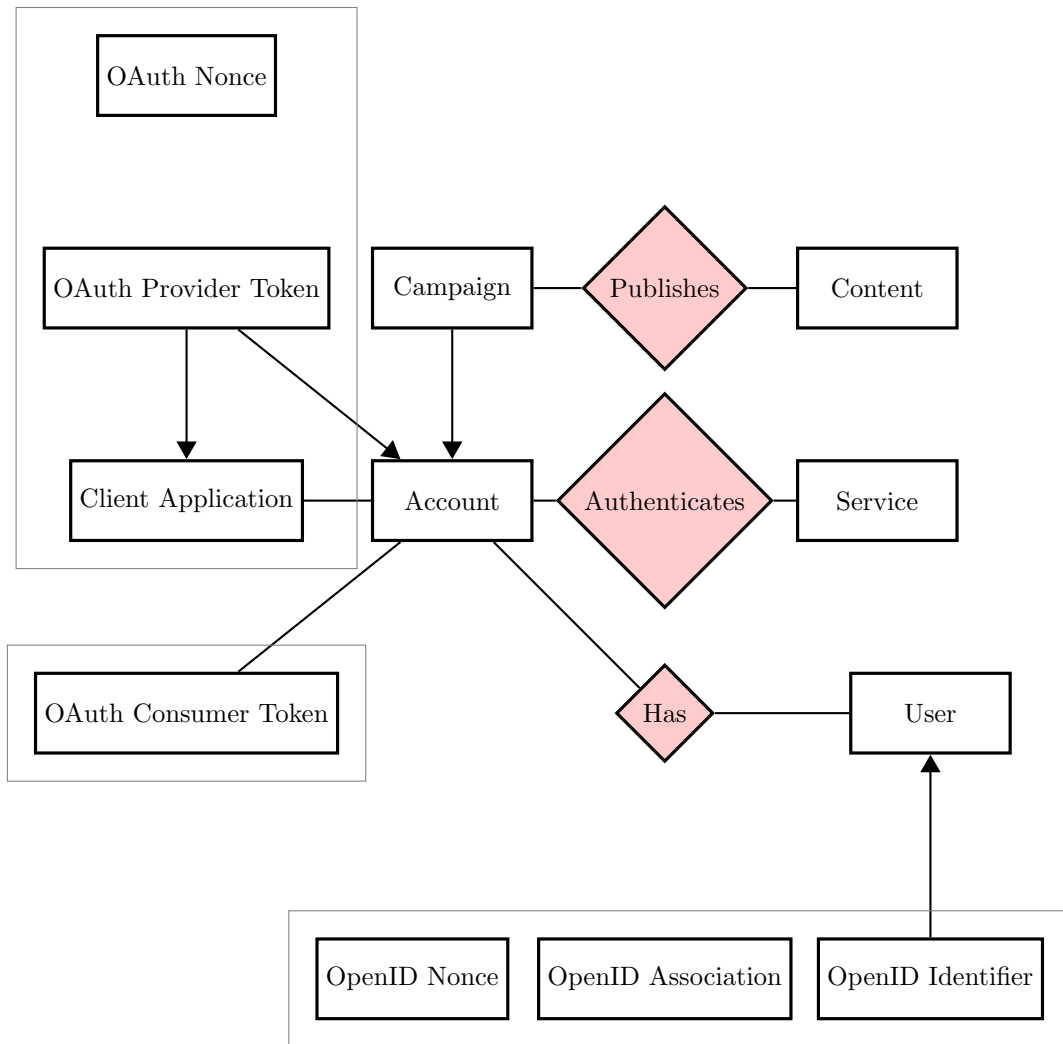 OAuth Nonce
OAuth Provider Token
Campaign
Publishes
Content
Client Application
Account
Authenticates
Service
OAuth Consumer Token
Has
User
OpenID Nonce
OpenID Association
OpenID Identifier